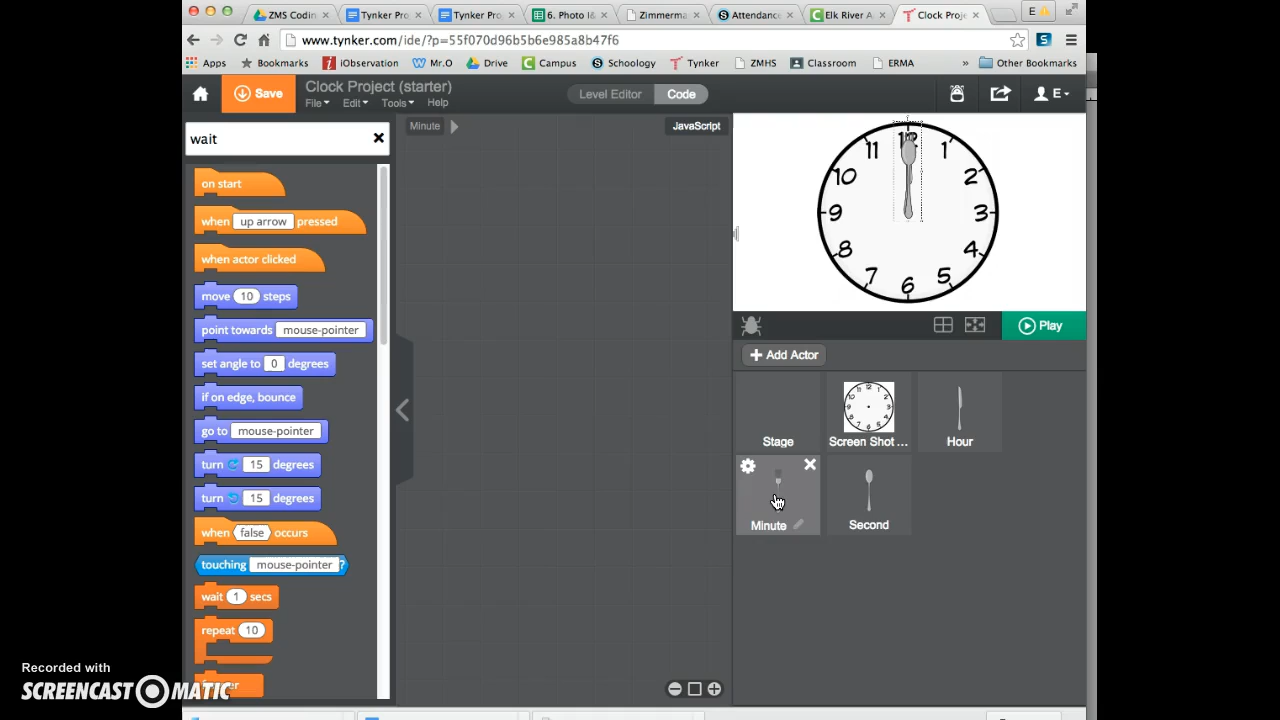 ZMS Codin
Tynker Pro
Tynker Pro
6. Photo I&
Zimmerma
Attendanc
Elk River A
Clock Proje
E
www.tynker.com/ide/?p=55f070d96b5b6e985a8b47f6
Apps
Bookmarks
iObservation
Mr.O
Drive
Campus
Schoology
Tynker
ZMHS
Classroom
ERMA
»
Other Bookmarks
Save
Clock Project (starter)
File
Edit
Tools
Help
Level Editor
Code
E
wait
Minute
JavaScript
on start
when up arrow pressed
when actor clicked
move 10 steps
point towards mouse-pointer
set angle to 0 degrees
if on edge, bounce
go to mouse-pointer
turn 15 degrees
turn 15 degrees
when false occurs
touching mouse-pointer ?
wait 1 secs
repeat 10
12
1
2
3
4
5
6
7
8
9
10
11
Play
+ Add Actor
Stage
Screen Shot ...
Hour
Minute
Second
Recorded with
SCREENCAST-O-MATIC